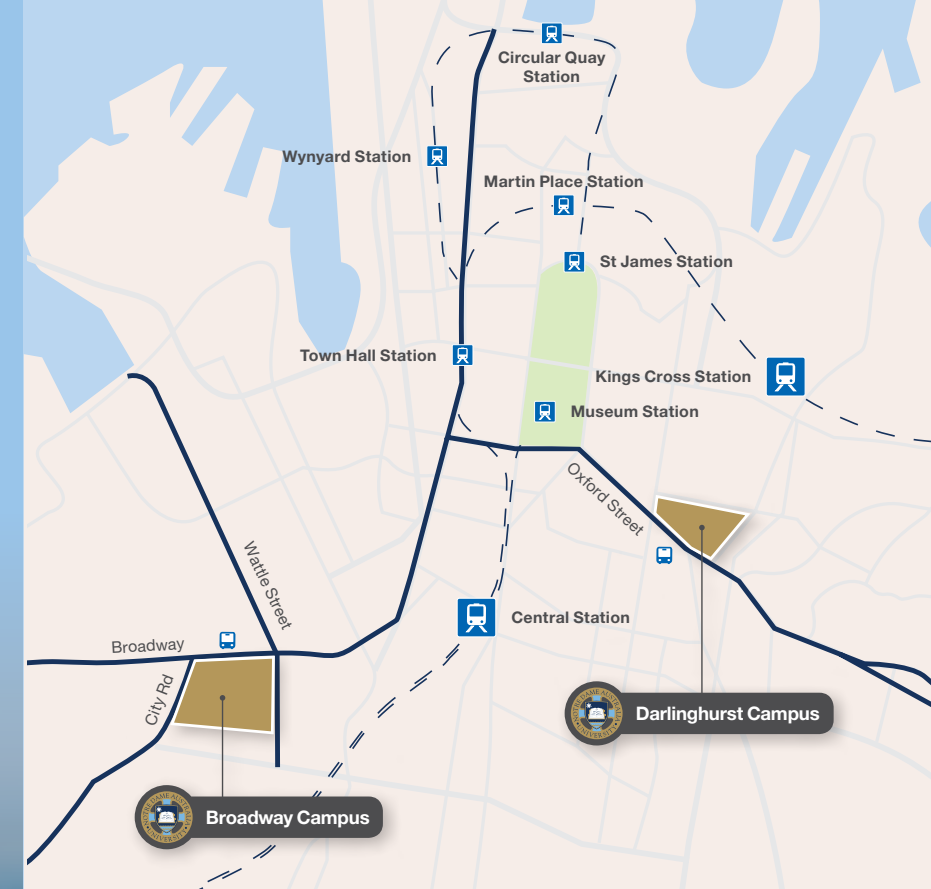 Circular Quay
Station
Wynyard Station
Martin Place Station
St James Station
Town Hall Station
Kings Cross Station
Museum Station
Oxford Street
Wattle Street
Central Station
Broadway
City Rd
Darlinghurst Campus
Broadway Campus